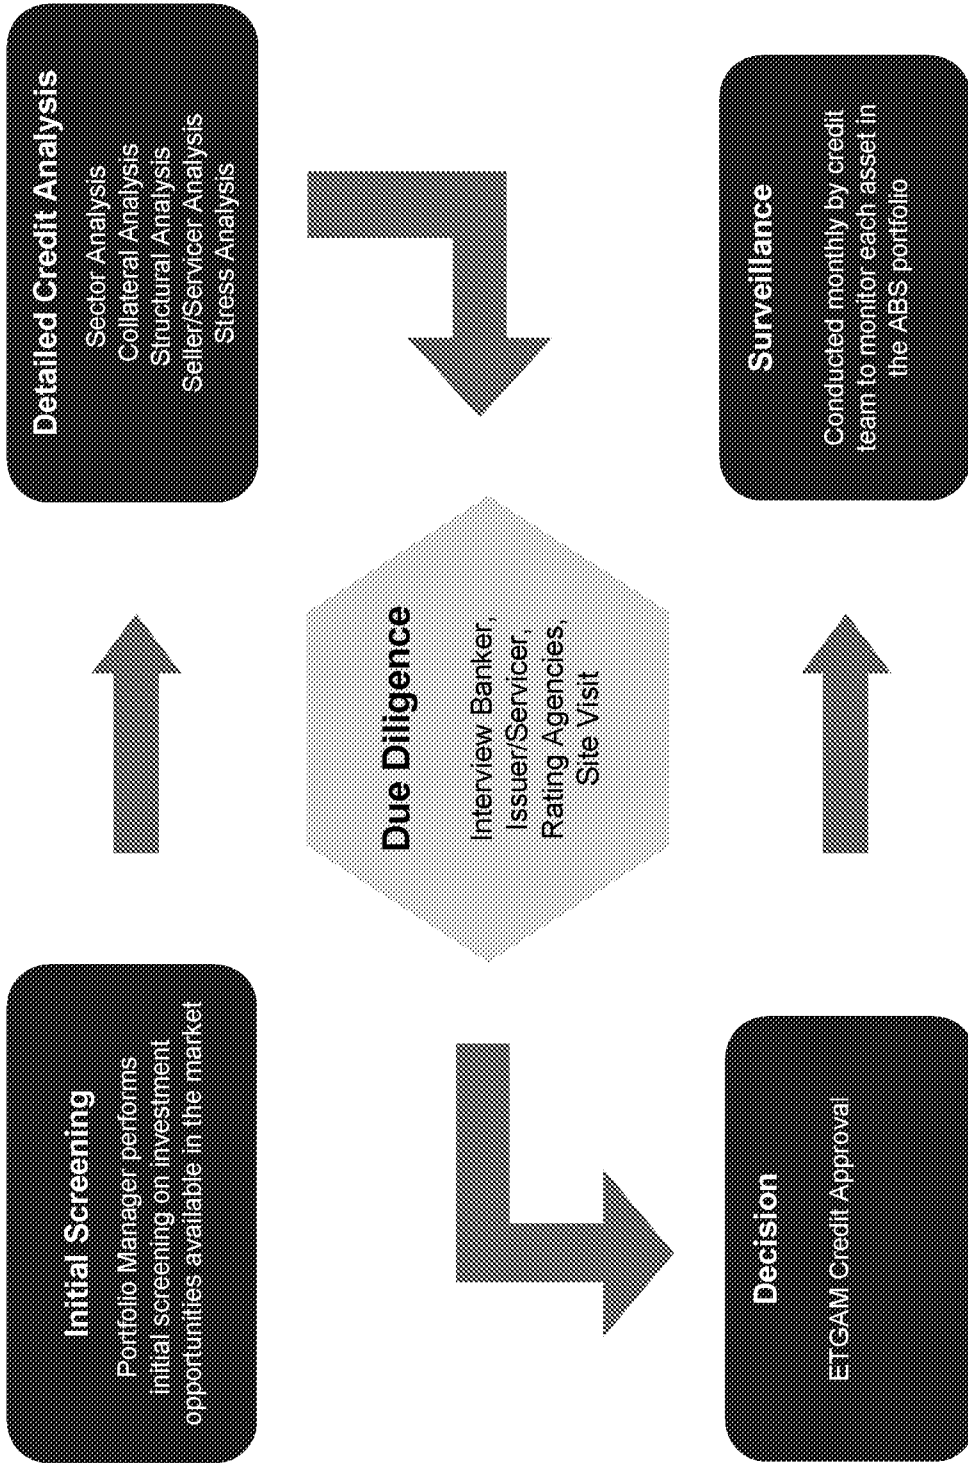 Initial Screening
Portfolio Manager performs
initial screening on investment
opportunities available in the market
Detailed Credit Analysis
Sector Analysis
Collateral Analysis
Structural Analysis
Seller/Servicer Analysis
Stress Analysis
Due Diligence
Interview Banker,
Issuer/Servicer,
Rating Agencies,
Site Visit
Decision
ETGAM Credit Approval
Surveillance
Conducted monthly by credit
team to monitor each asset in
the ABS portfolio